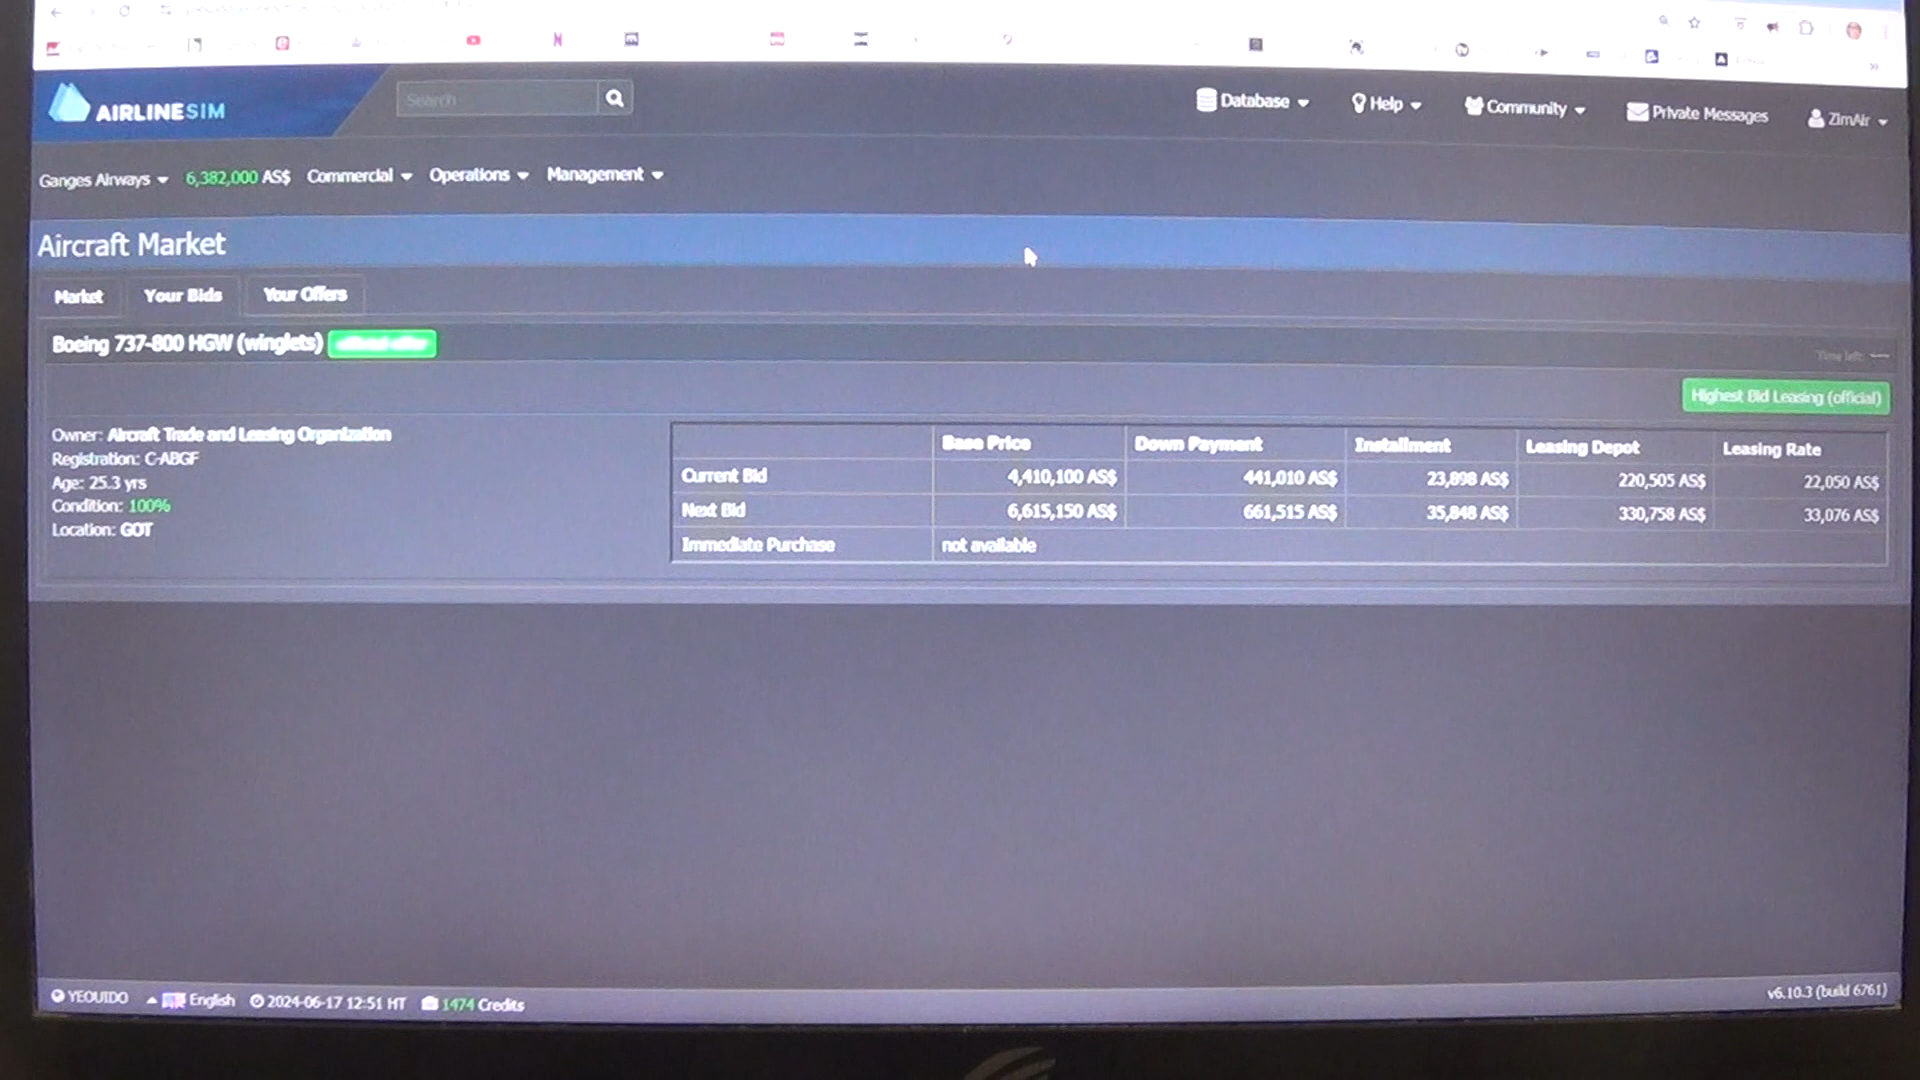 AIRLINESIM
Search
Database
Help
Community
Private Messages
ZimAir
Ganges Airways
6,382,000 AS$
Commercial
Operations
Management
Aircraft Market
Market
Your Bids
Your Offers
Boeing 737-800 HGW (winglets)
official offer
Time left:
Highest Bid Leasing (official)
Owner: Aircraft Trade and Leasing Organization
Registration: C-ABGF
Age: 25.3 yrs
Condition: 100%
Location: GOT
Base Price Down Payment Installment Leasing Depot Leasing Rate
Current Bid 4,410,100 AS$ 441,010 AS$ 23,898 AS$ 220,505 AS$ 22,050 AS$
Next Bid 6,615,150 AS$ 661,515 AS$ 35,848 AS$ 330,758 AS$ 33,076 AS$
Immediate Purchase not available
YEOUIDO English 2024-06-17 12:51 HT 1474 Credits
v6.10.3 (build 6761)